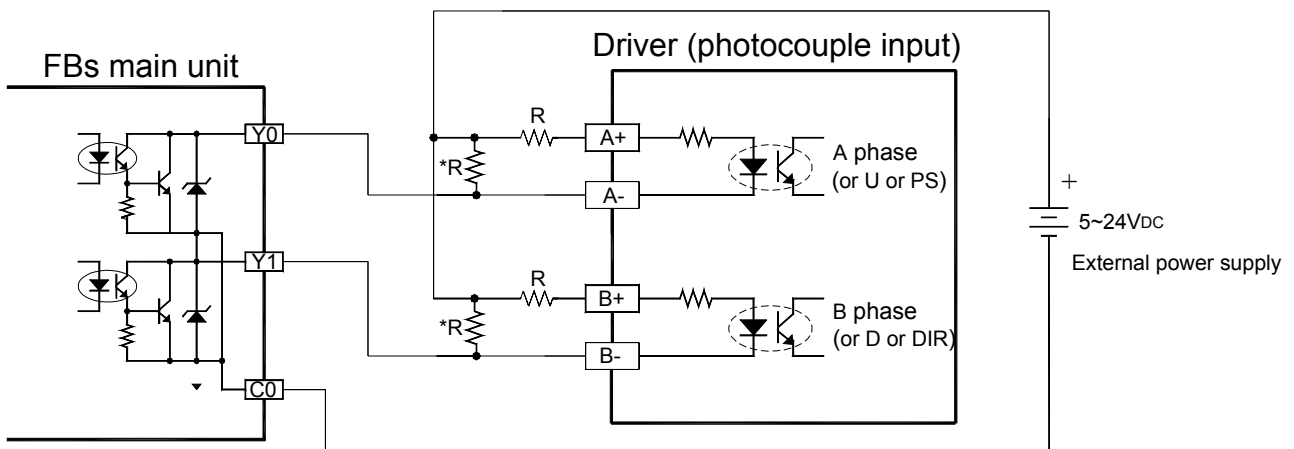 FBs main unit
Driver (photocouple input)
Y0
Y1
C0
R
*R
A+
A-
A phase
(or U or PS)
R
*R
B+
B-
B phase
(or D or DIR)
+
5~24VDC
External power supply